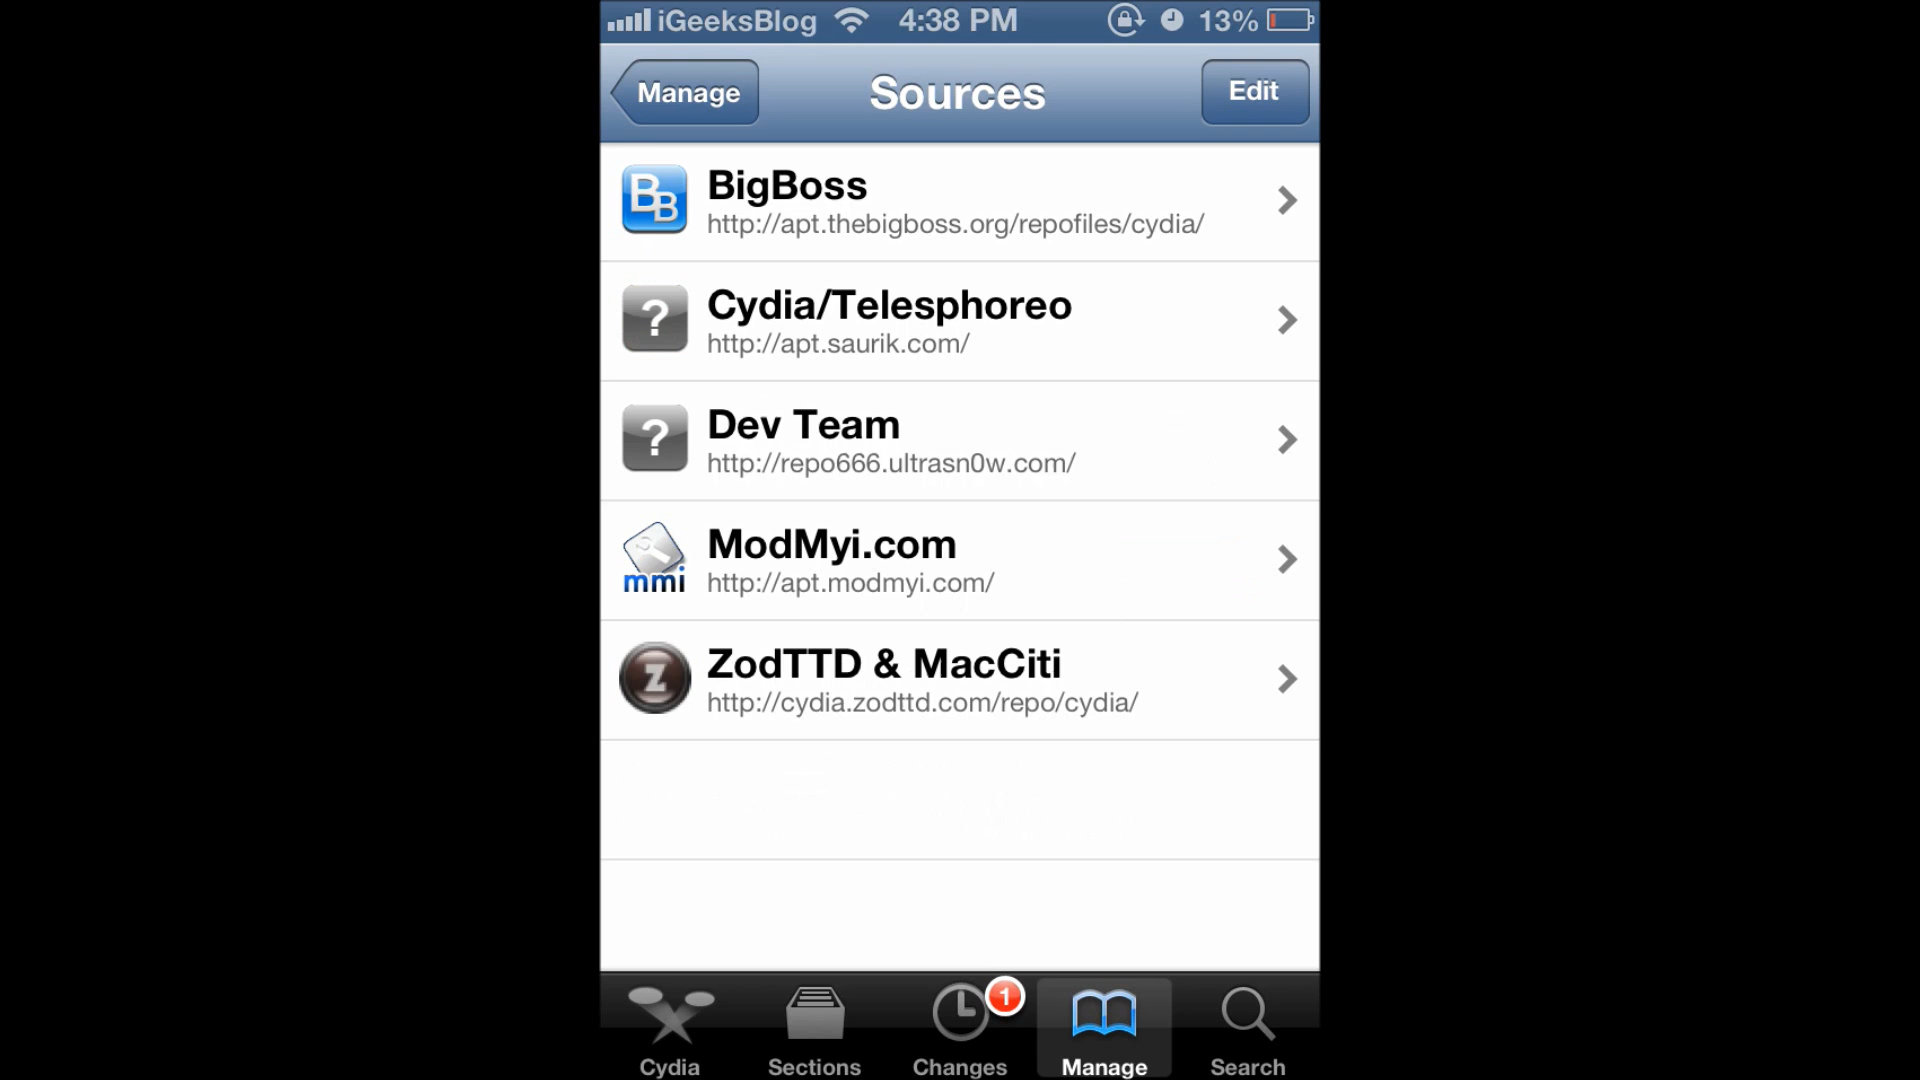 iGeeksBlog 4:38 PM 13%
Manage Sources Edit
BB BigBoss
http://apt.thebigboss.org/repofiles/cydia/
? Cydia/Telesphoreo
http://apt.saurik.com/
? Dev Team
http://repo666.ultrasn0w.com/
ModMyi.com
mmi http://apt.modmyi.com/
Z ZodTTD & MacCiti
http://cydia.zodttd.com/repo/cydia/
1
Cydia Sections Changes Manage Search